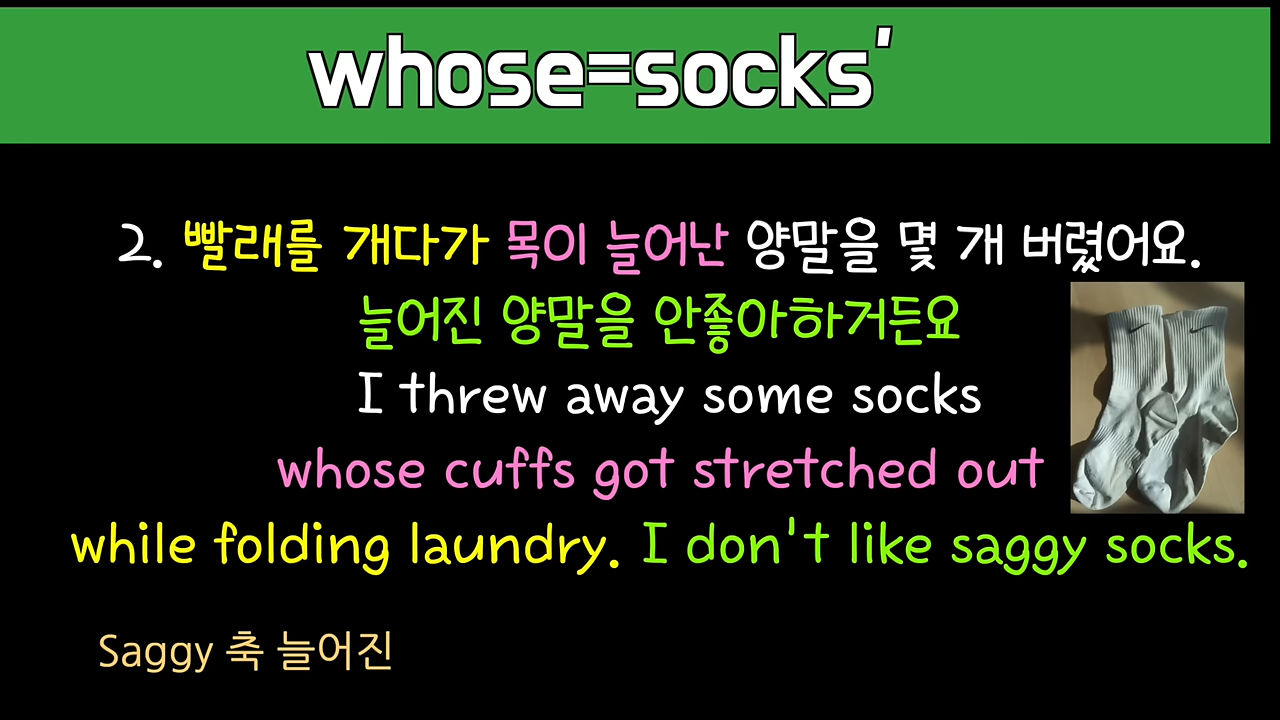 whose=socks'
2. 빨래를 개다가 목이 늘어난 양말을 몇 개 버렸어요.
늘어진 양말을 안좋아하거든요
I threw away some socks
whose cuffs got stretched out
while folding laundry. I don't like saggy socks.
Saggy 축 늘어진